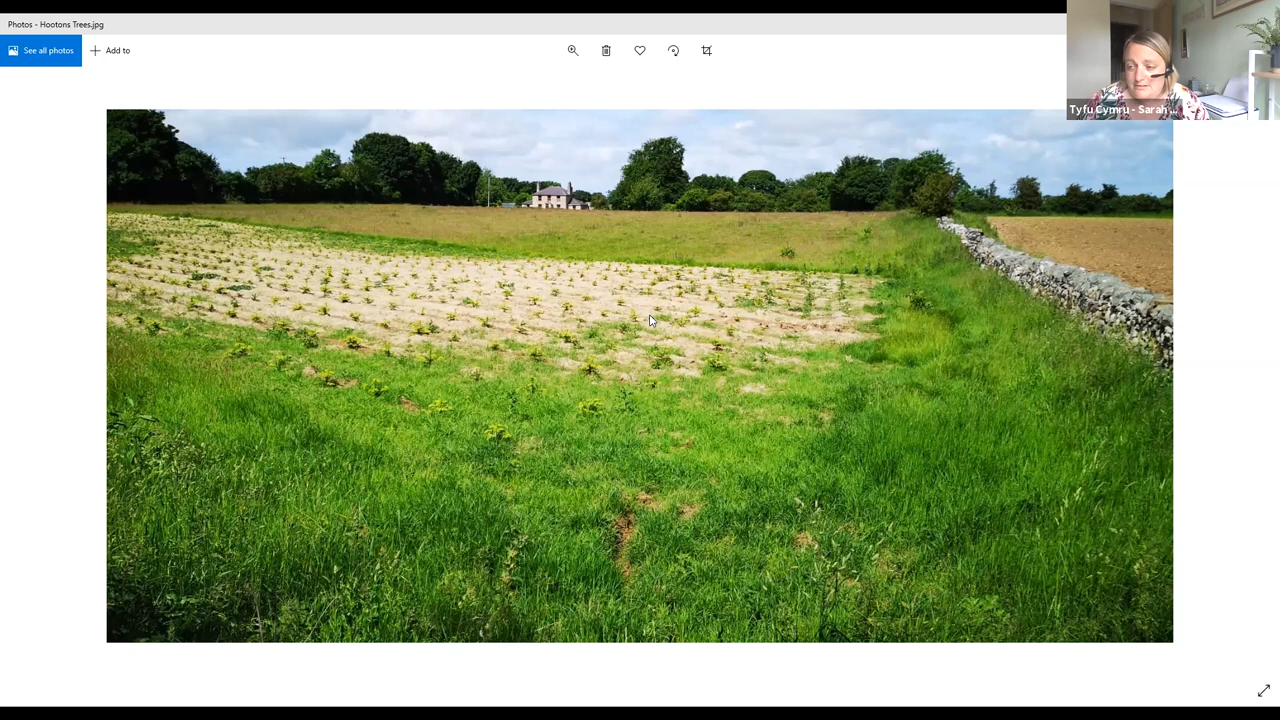 Photos - Hootons Trees.jpg
See all photos
Add to
Tyfu Cymru - Sarah ...